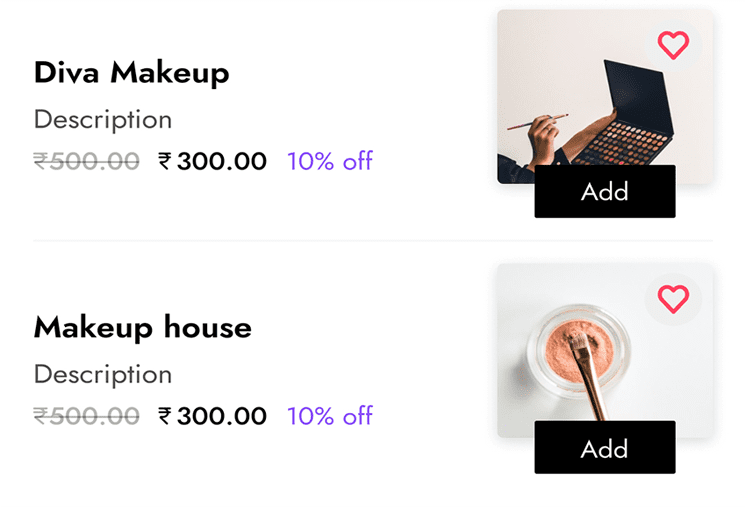 Diva Makeup
Description
₹500.00 ₹300.00 10% off
Add
Makeup house
Description
₹500.00 ₹300.00 10% off
Add